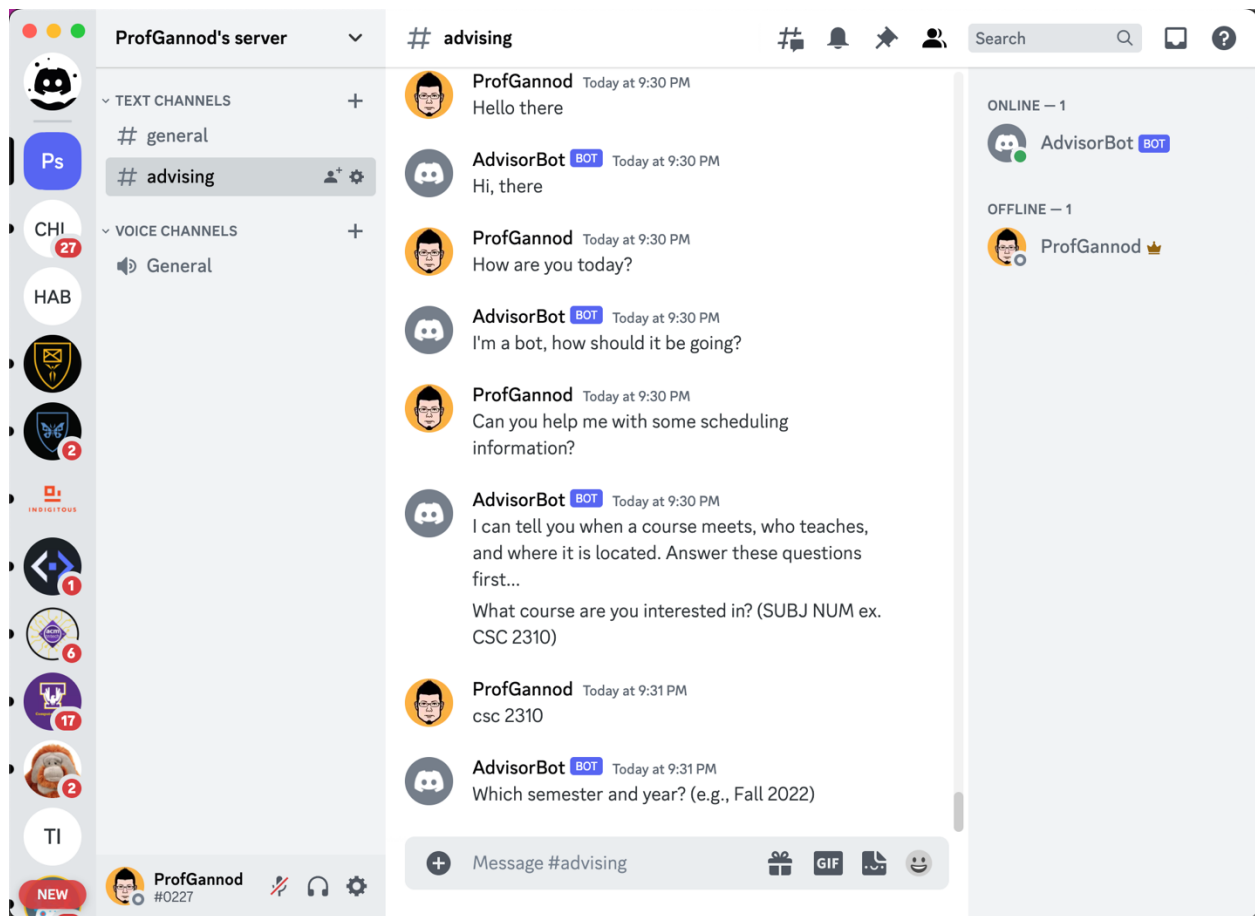 ProfGannod's server
# advising
Search
Ps
CHI
27
HAB
2
INDIGITOUS
1
6
17
2
TI
NEW
TEXT CHANNELS
# general
# advising
VOICE CHANNELS
General
ProfGannod
#0227
ProfGannod Today at 9:30 PM
Hello there
AdvisorBot BOT Today at 9:30 PM
Hi, there
ProfGannod Today at 9:30 PM
How are you today?
AdvisorBot BOT Today at 9:30 PM
I'm a bot, how should it be going?
ProfGannod Today at 9:30 PM
Can you help me with some scheduling
information?
AdvisorBot BOT Today at 9:30 PM
I can tell you when a course meets, who teaches,
and where it is located. Answer these questions
first...
What course are you interested in? (SUBJ NUM ex.
CSC 2310)
ProfGannod Today at 9:31 PM
csc 2310
AdvisorBot BOT Today at 9:31 PM
Which semester and year? (e.g., Fall 2022)
Message #advising
GIF
ONLINE — 1
AdvisorBot BOT
OFFLINE — 1
ProfGannod